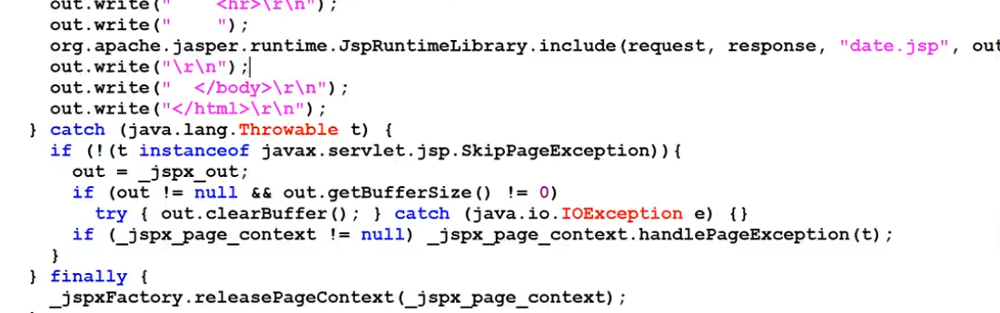 out.write("    <hr>\r\n");
out.write("     ");
org.apache.jasper.runtime.JspRuntimeLibrary.include(request, response, "date.jsp", out
out.write("\r\n");
out.write("  </body>\r\n");
out.write("</html>\r\n");
} catch (java.lang.Throwable t) {
if (!(t instanceof javax.servlet.jsp.SkipPageException)){
out = _jspx_out;
if (out != null && out.getBufferSize() != 0)
try { out.clearBuffer(); } catch (java.io.IOException e) {}
if (_jspx_page_context != null) _jspx_page_context.handlePageException(t);
}
} finally {
_jspxFactory.releasePageContext(_jspx_page_context);